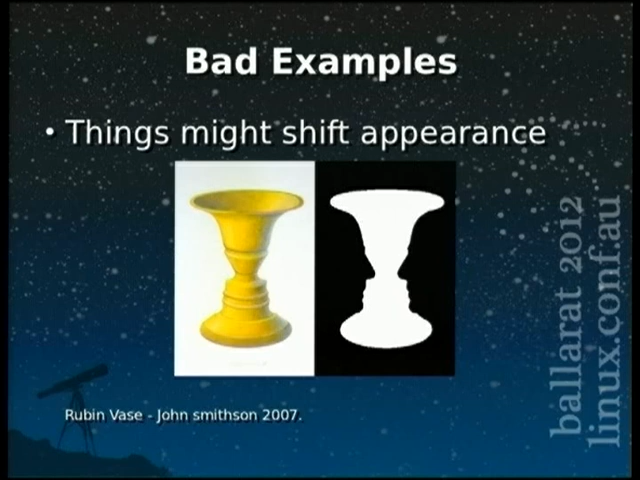 Bad Examples
• Things might shift appearance
Rubin Vase - John smithson 2007.
ballarat 2012
linux.conf.au